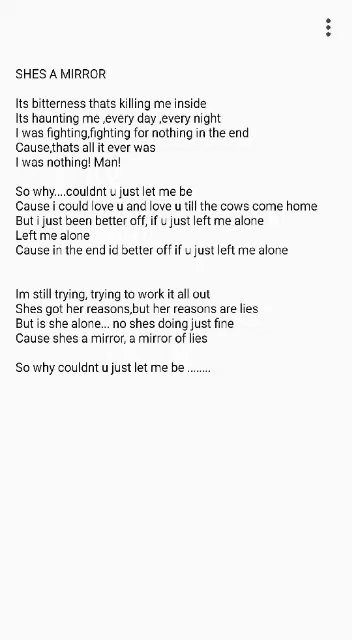 SHES A MIRROR
Its bitterness thats killing me inside
Its haunting me ,every day ,every night
I was fighting,fighting for nothing in the end
Cause,thats all it ever was
I was nothing! Man!
So why....couldnt u just let me be
Cause i could love u and love u till the cows come home
But i just been better off, if u just left me alone
Left me alone
Cause in the end id better off if u just left me alone
Im still trying, trying to work it all out
Shes got her reasons,but her reasons are lies
But is she alone... no shes doing just fine
Cause shes a mirror, a mirror of lies
So why couldnt u just let me be ........